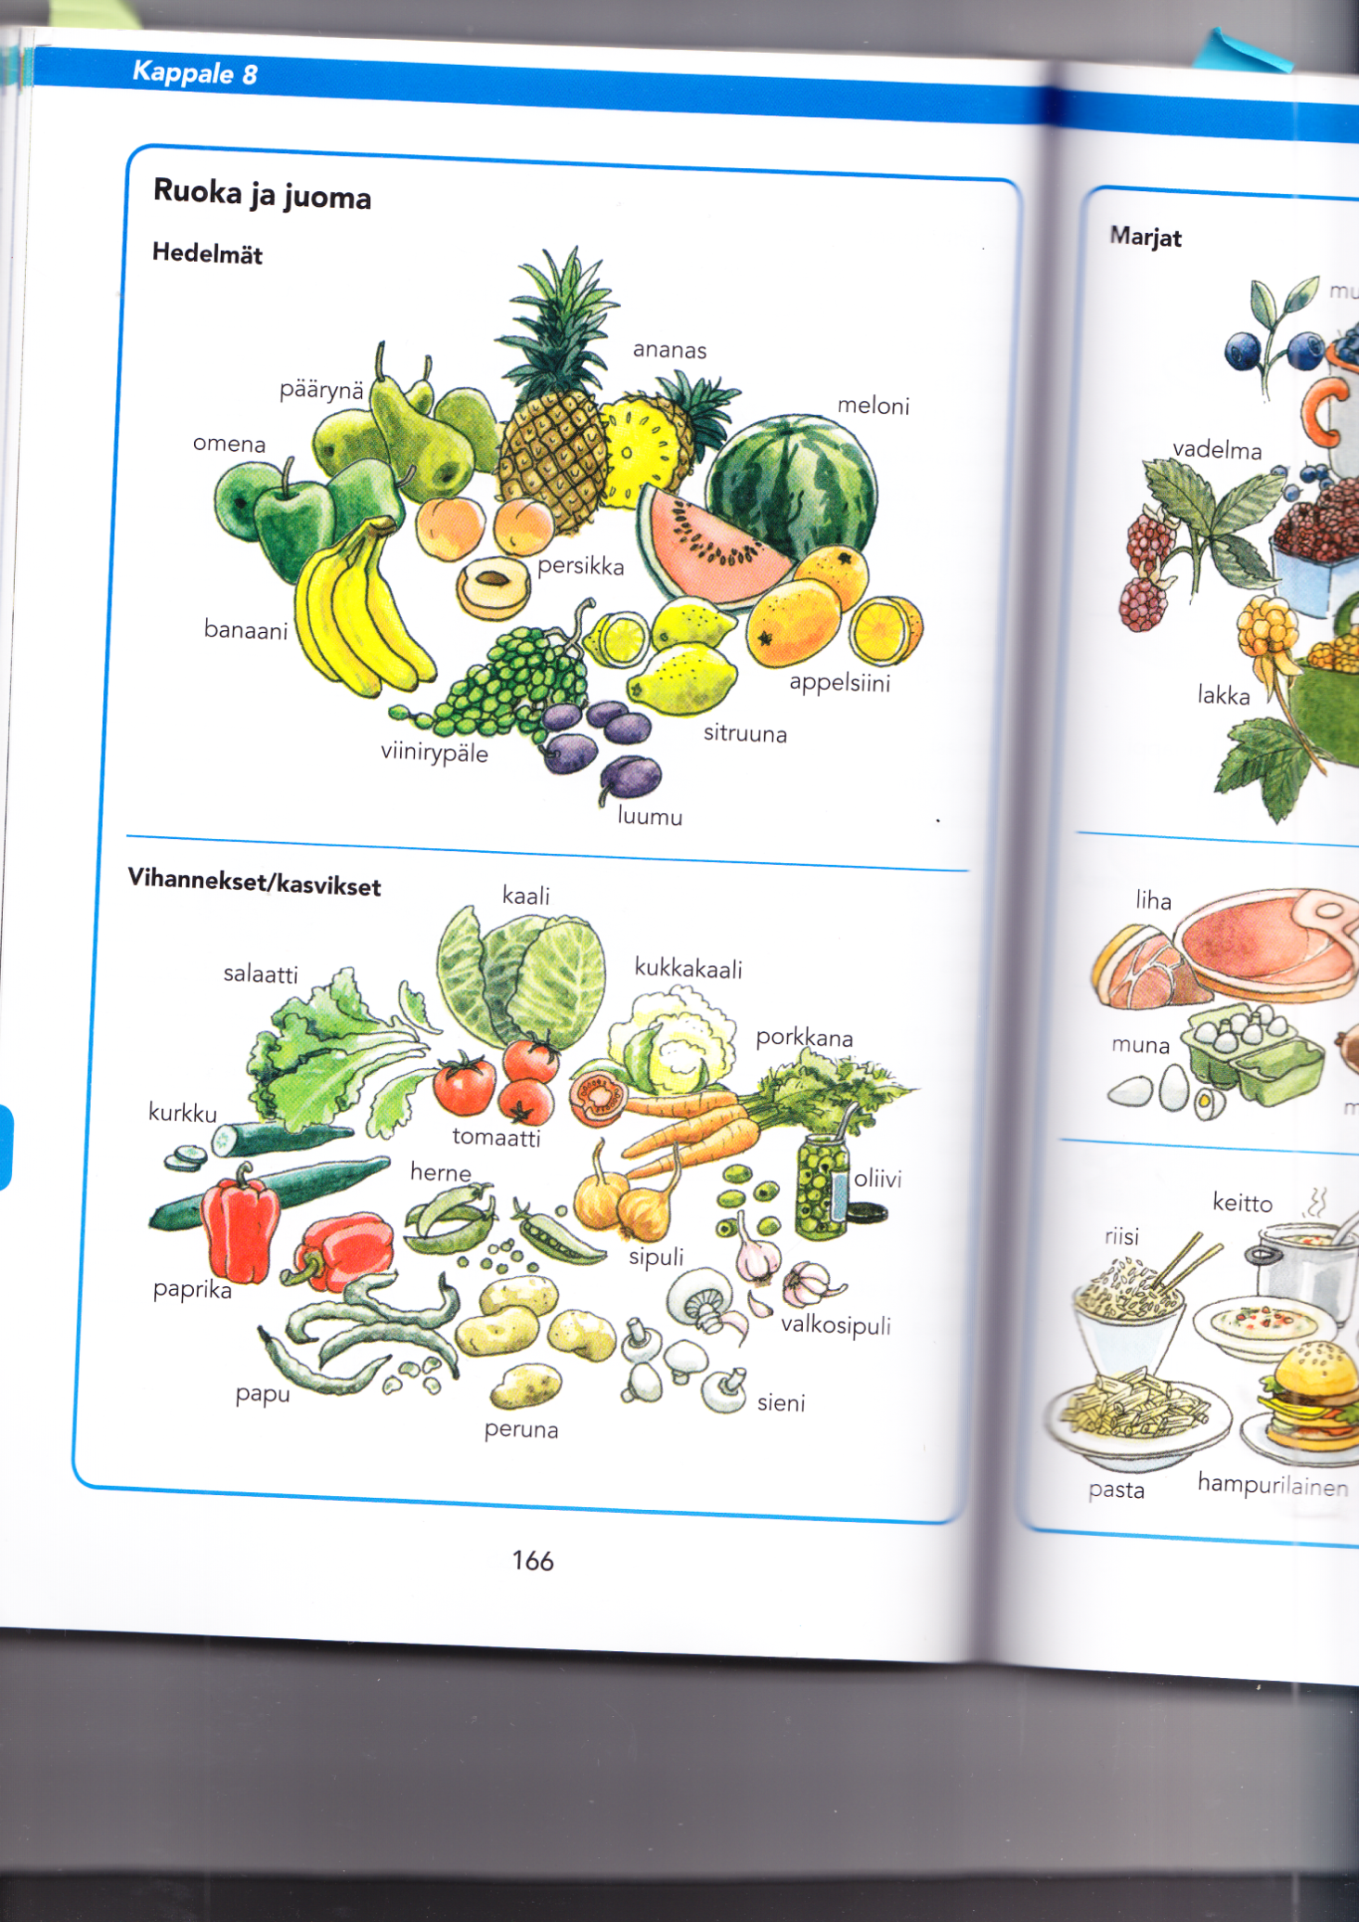 Kappale 8
Ruoka ja juoma
Hedelmät
ananas
päärynä
meloni
omena
persikka
banaani
appelsiini
sitruuna
viinirypäle
luumu
Vihannekset/kasvikset
kaali
salaatti
kukkakaali
porkkana
kurkku
tomaatti
herne
oliivi
sipuli
paprika
valkosipuli
papu
sieni
peruna
166
Marjat
vadelma
lakka
liha
muna
keitto
riisi
pasta
hampurilainen